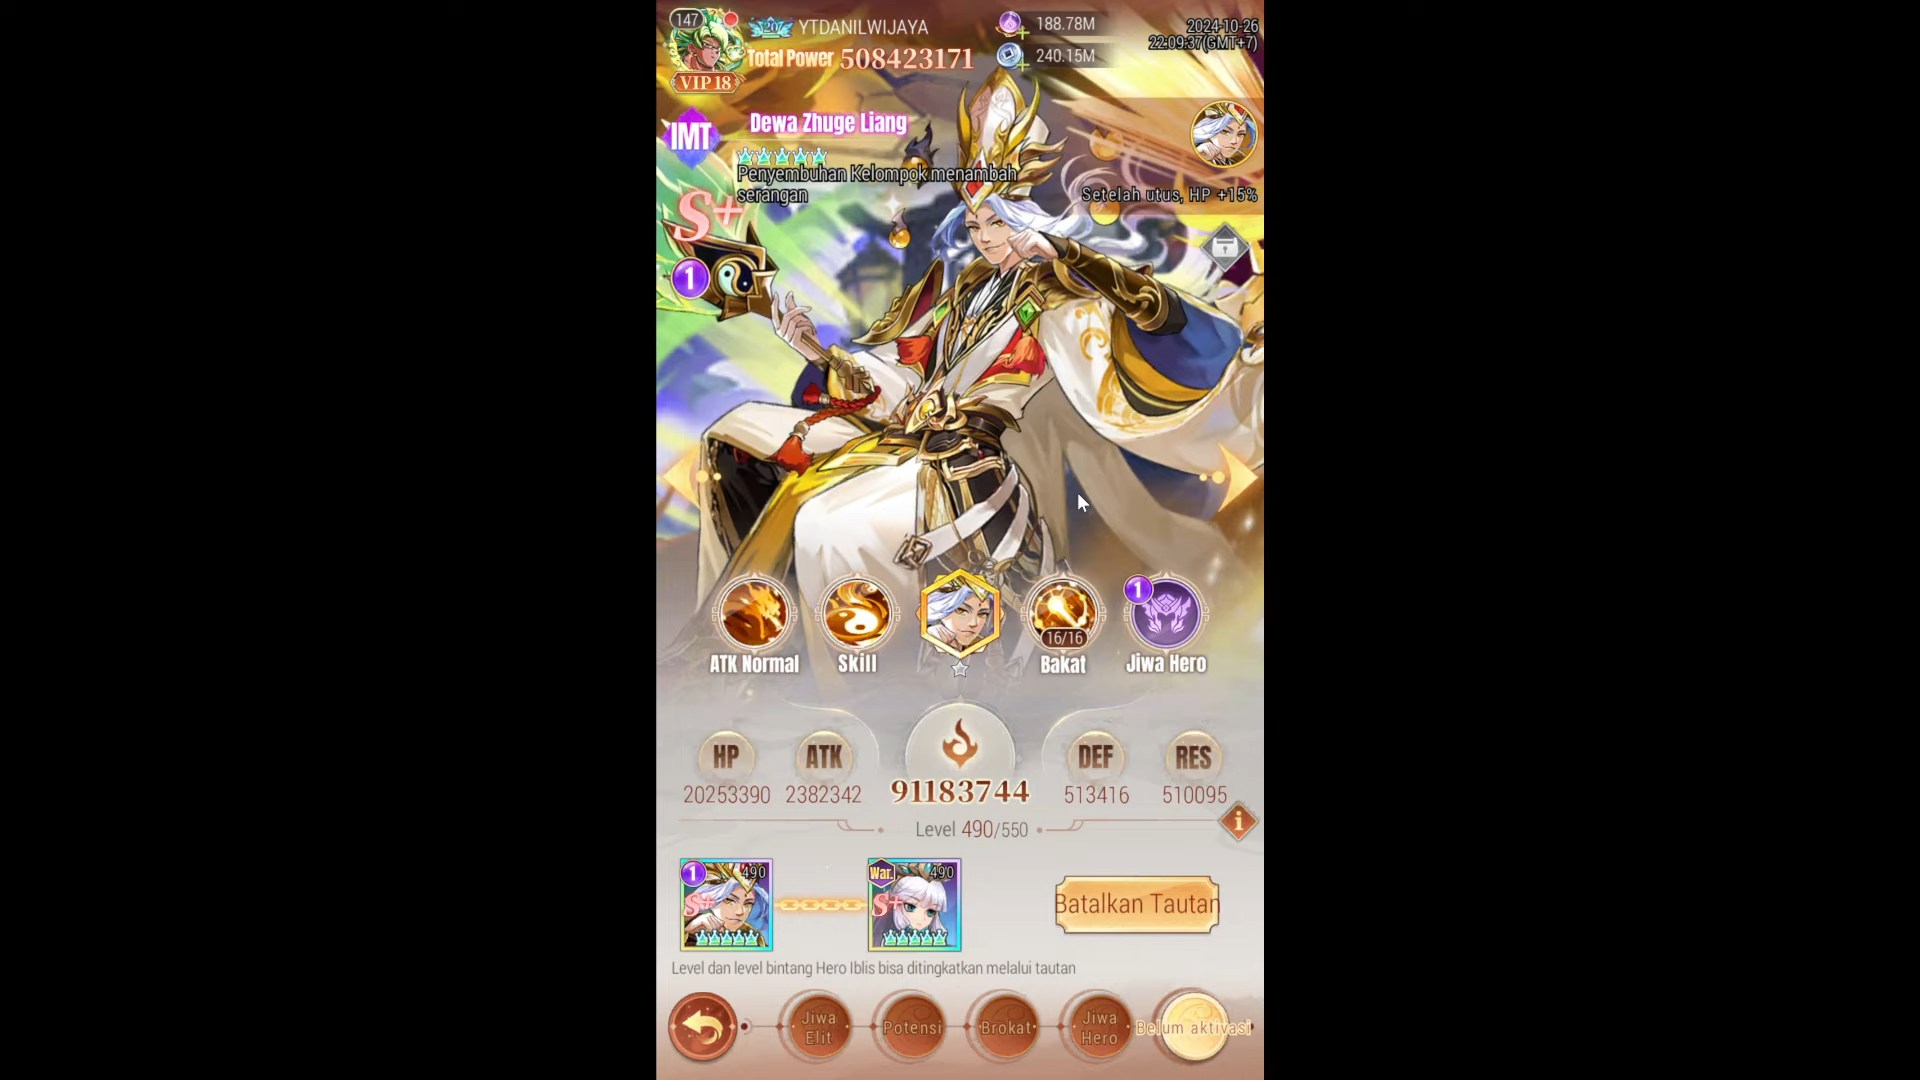 147
207 YTDANILWIJAYA
188.78M
2024-10-26
22:09:37(GMT+7)
Total Power 508423171
240.15M
VIP 18
IMT
Dewa Zhuge Liang
Penyembuhan Kelompok menambah
serangan
Setelah utus, HP +15%
S+
1
16/16
1
ATK Normal
Skill
Bakat
Jiwa Hero
HP
ATK
DEF
RES
20253390
2382342
91183744
513416
510095
Level 490/550
i
1
490
S+
War.
490
S+
Batalkan Tautan
Level dan level bintang Hero Iblis bisa ditingkatkan melalui tautan
Jiwa
Elit
Potensi
Brokat
Jiwa
Hero
Belum aktivasi